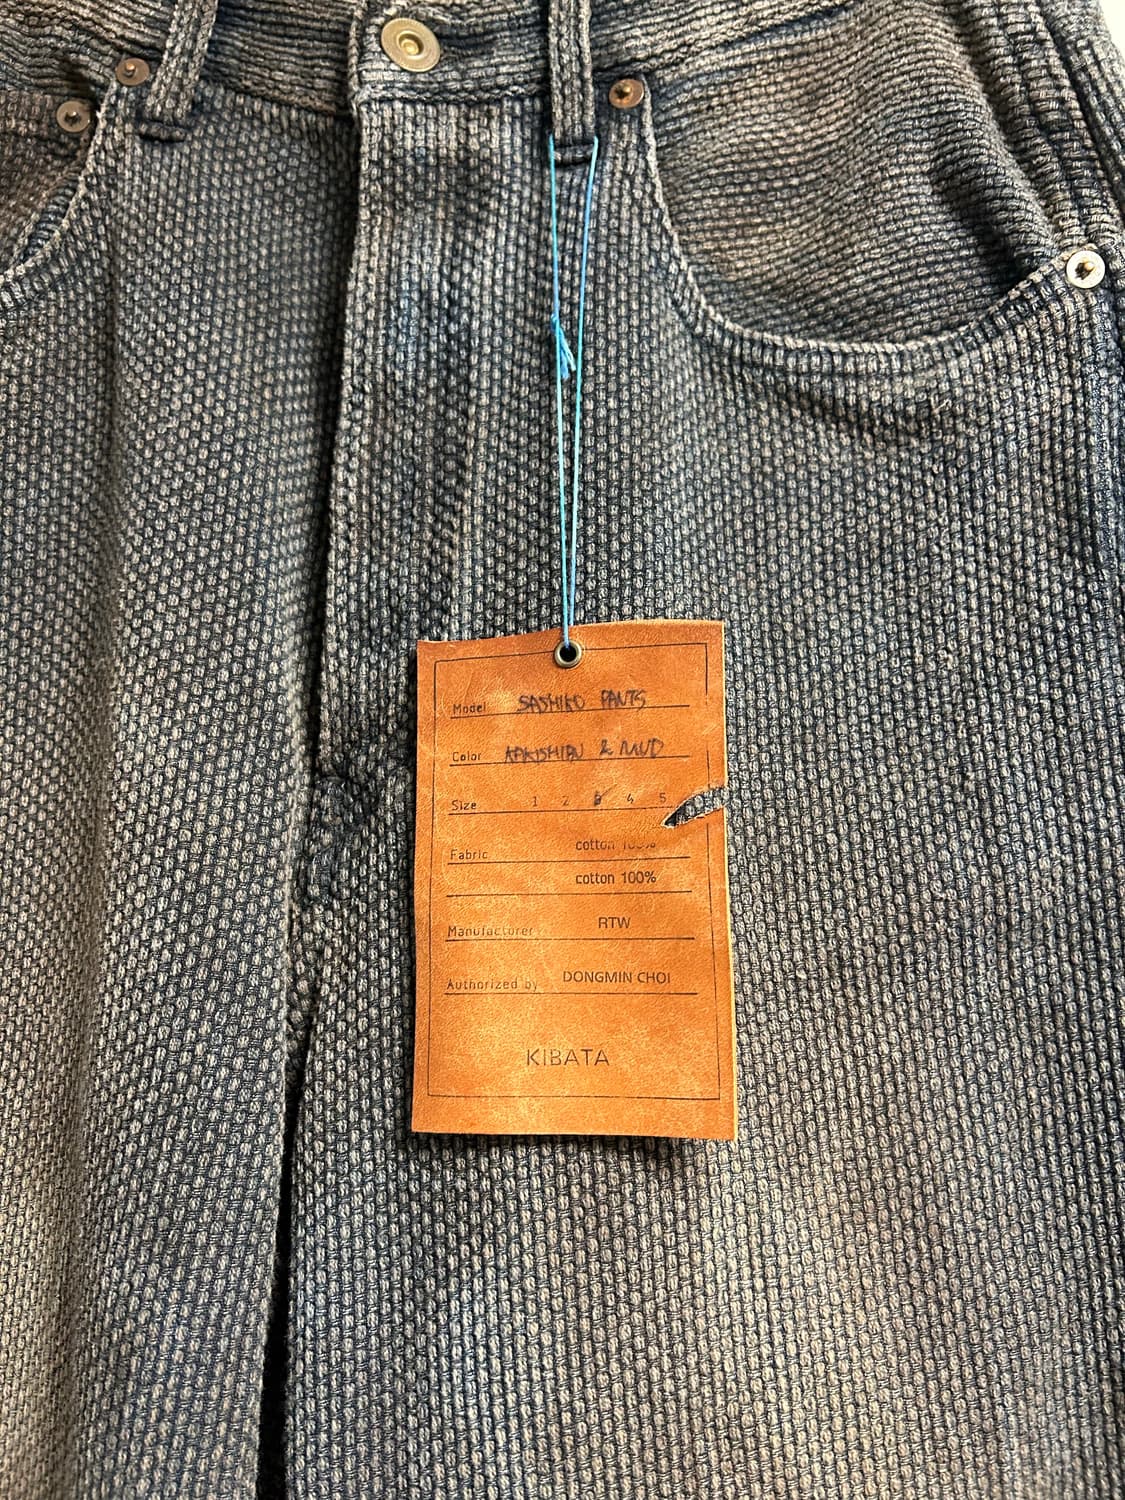 Model SASHIKO PANTS
Color KAKISHIBU & MUD
Size 1 2 3 4 5
Fabric cotton 100%
cotton 100%
Manufacturer RTW
Authorized by DONGMIN CHOI
KIBATA